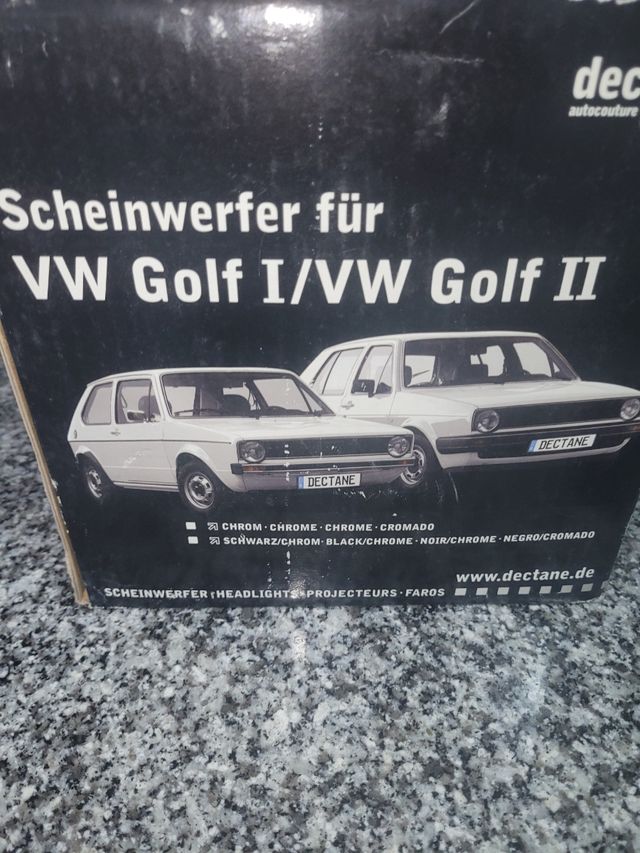 dec
autocouture
Scheinwerfer für
VW Golf I/VW Golf II
DECTANE
DECTANE
CHROM · CHROME · CHROME · CROMADO
SCHWARZ/CHROM · BLACK/CHROME · NOIR/CHROME · NEGRO/CROMADO
www.dectane.de
SCHEINWERFER · HEADLIGHTS · PROJECTEURS · FAROS